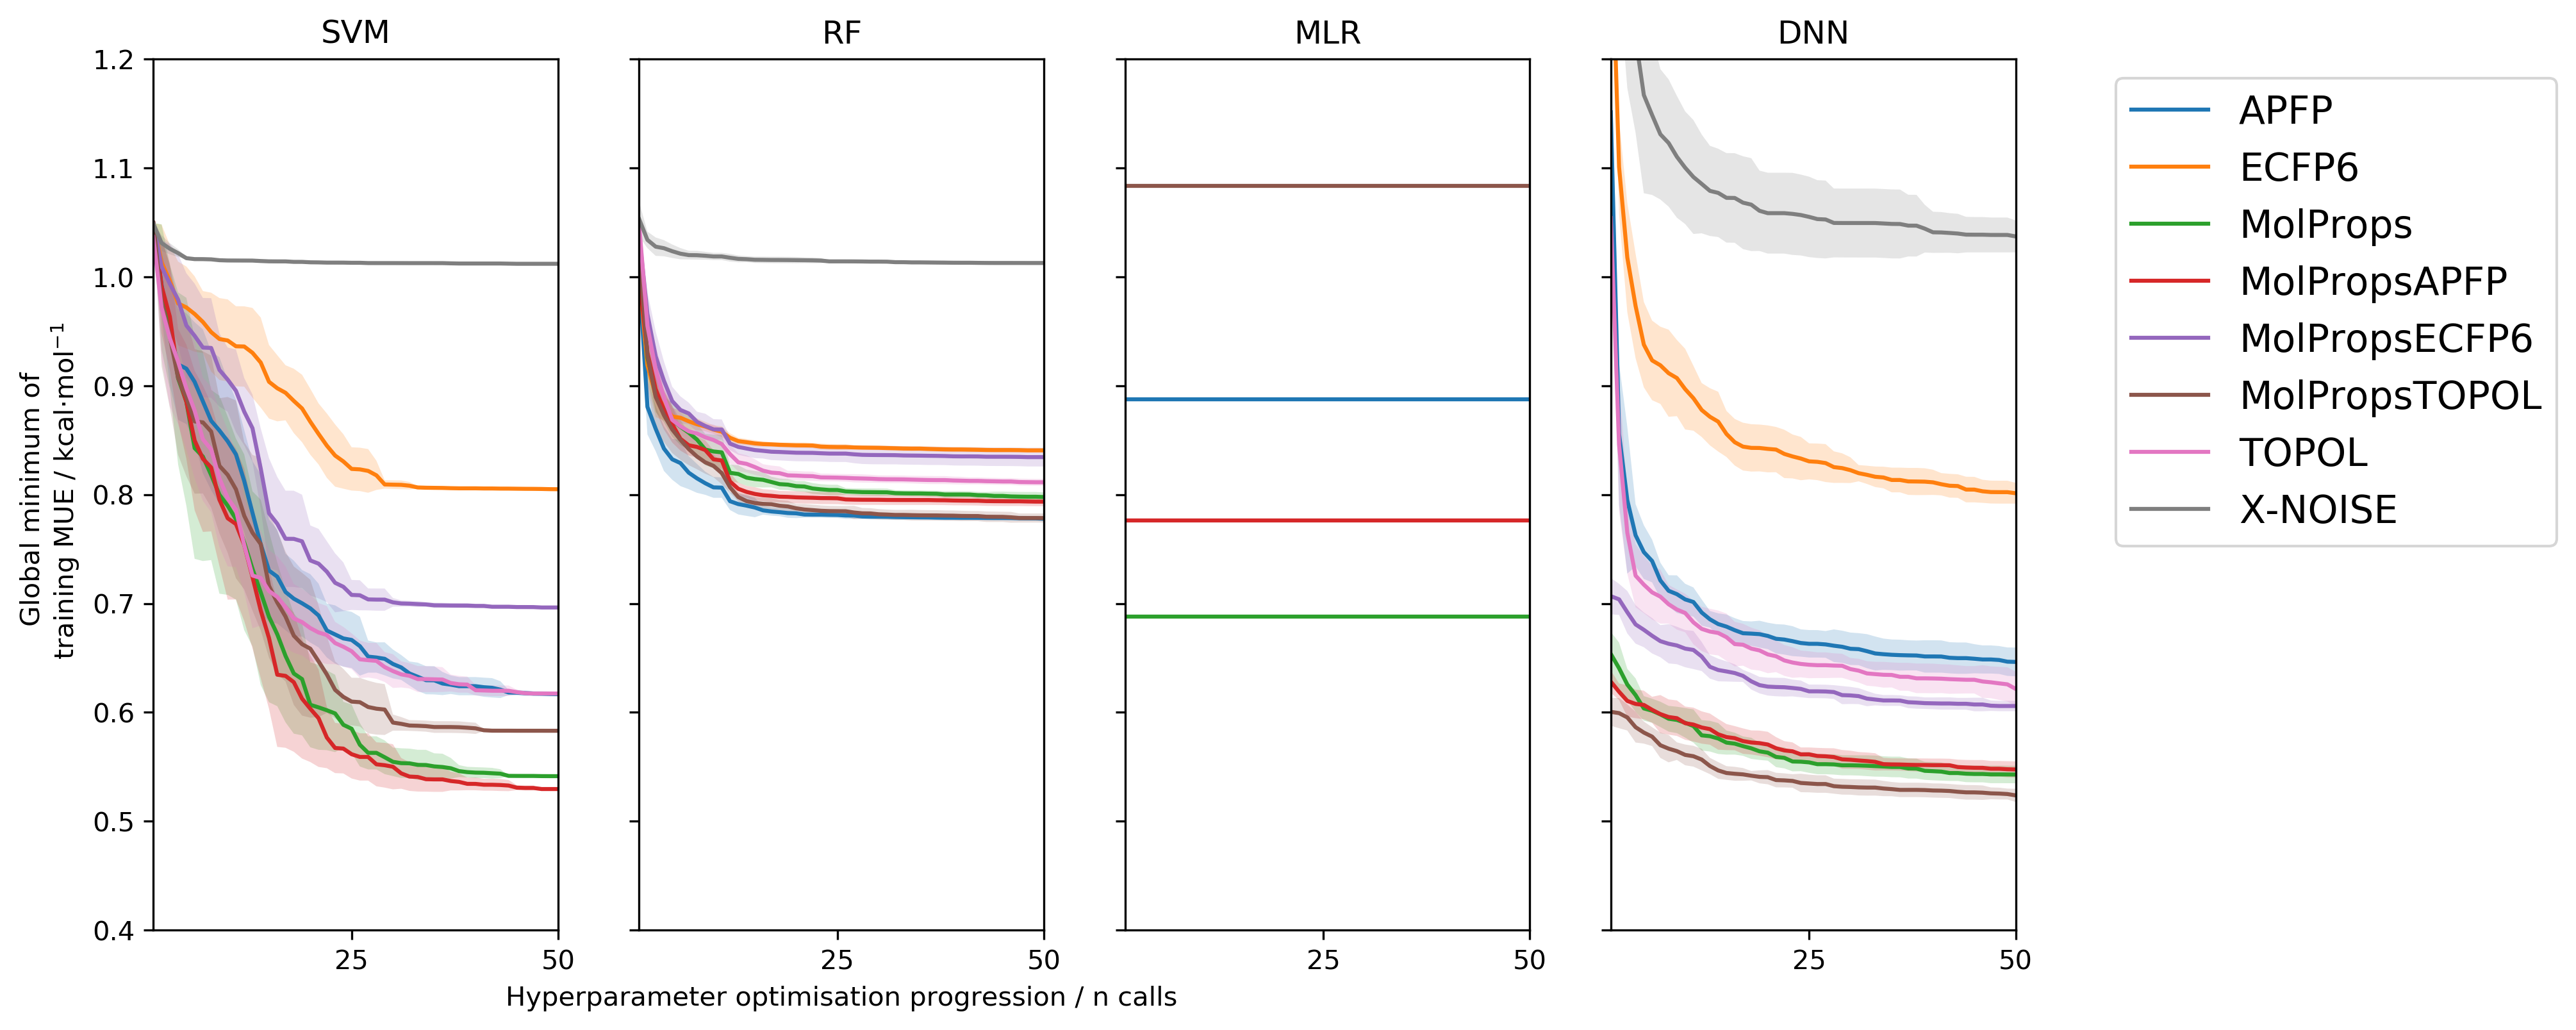 SVM
RF
MLR
DNN
1.2
1.1
1.0
0.9
0.8
0.7
0.6
0.5
0.4
Global minimum of
training MUE / kcal·mol⁻¹
25
50
25
50
25
50
25
50
Hyperparameter optimisation progression / n calls
APFP
ECFP6
MolProps
MolPropsAPFP
MolPropsECFP6
MolPropsTOPOL
TOPOL
X-NOISE